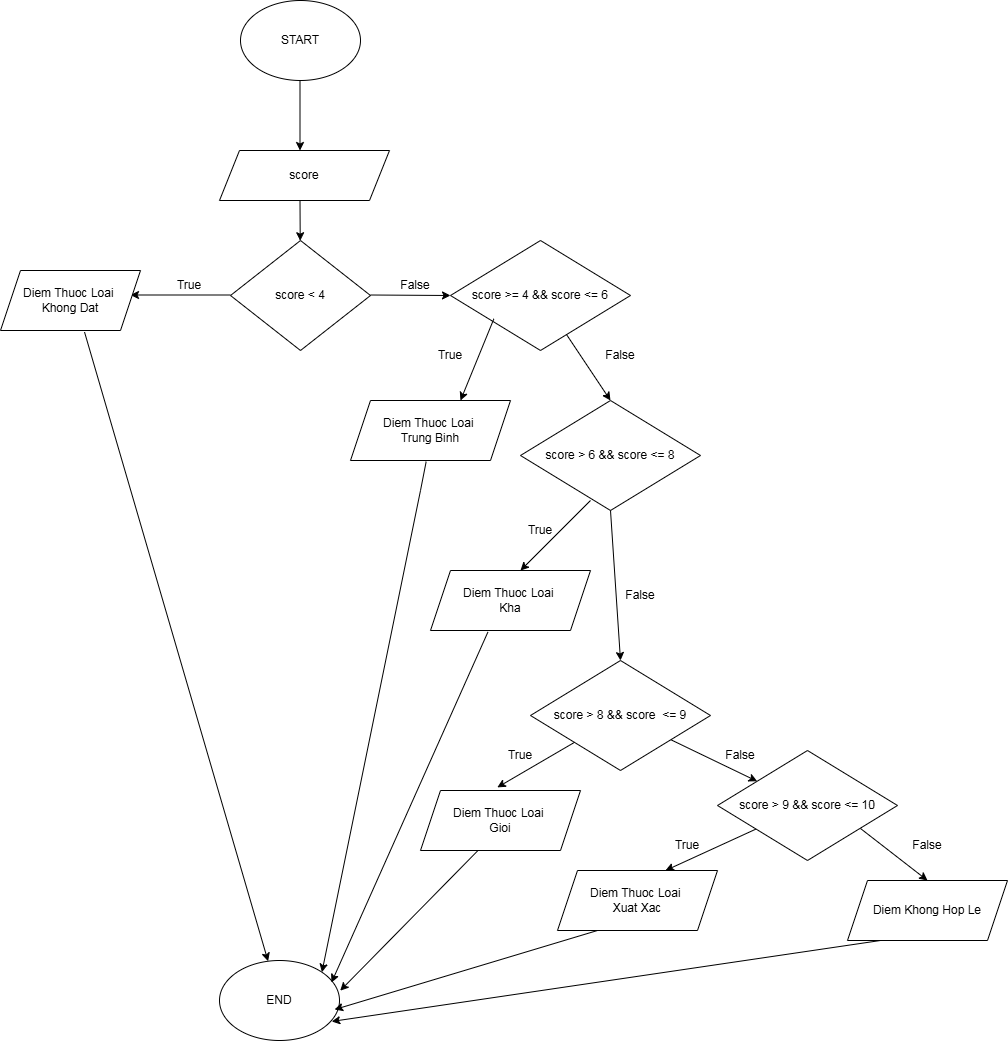 START
score
score < 4
True
False
Diem Thuoc Loai
Khong Dat
score >= 4 && score <= 6
True
False
Diem Thuoc Loai
Trung Binh
score > 6 && score <= 8
True
False
Diem Thuoc Loai
Kha
score > 8 && score  <= 9
True
False
Diem Thuoc Loai
Gioi
score > 9 && score <= 10
True
False
Diem Thuoc Loai
Xuat Xac
Diem Khong Hop Le
END